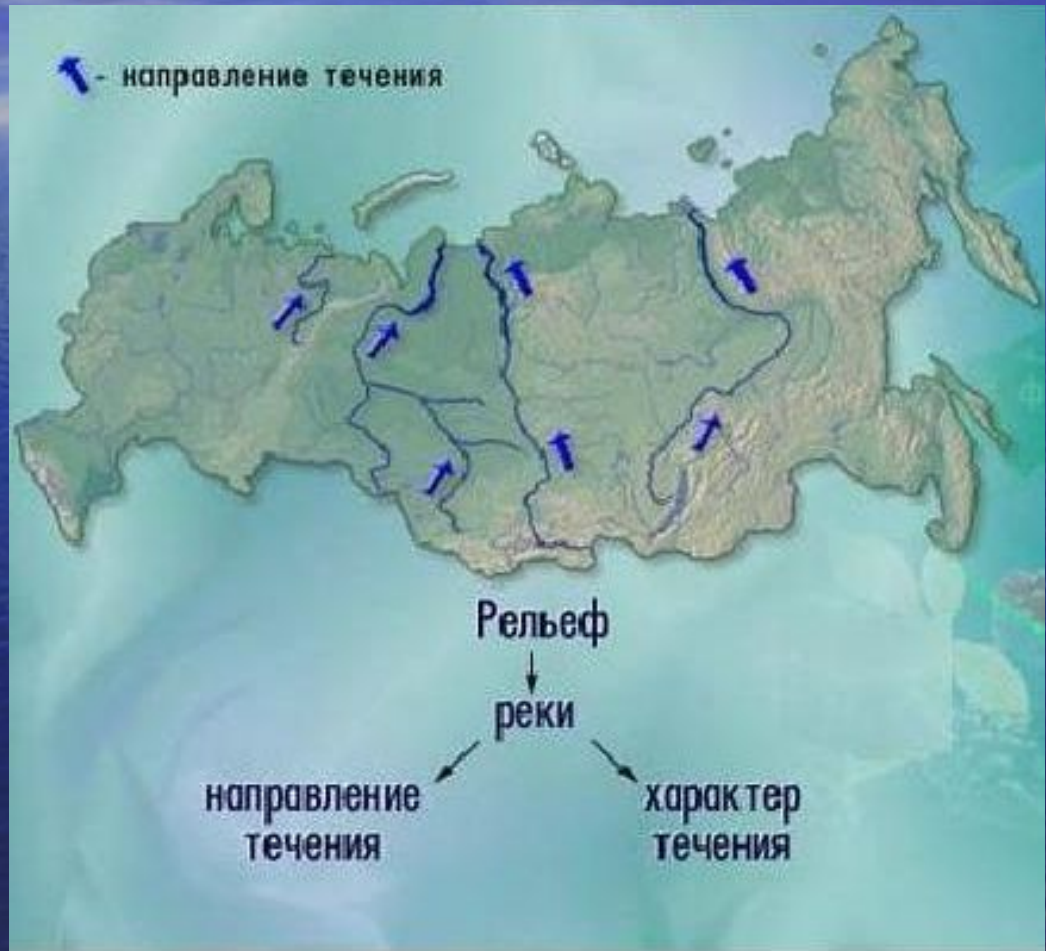 - направление течения
Рельеф
реки
направление
течения
характер
течения